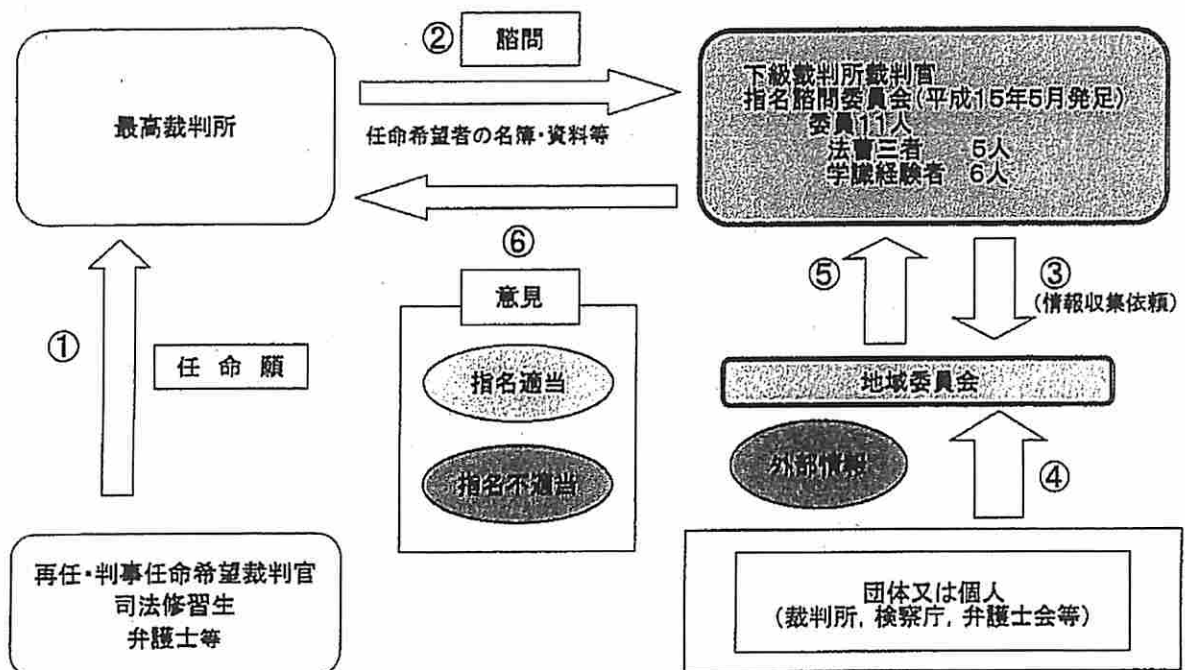 ② 諮問
最高裁判所
任命希望者の名簿・資料等
下級裁判所裁判官
指名諮問委員会(平成15年5月発足)
委員11人
法曹三者 5人
学識経験者 6人
⑥
意見
指名適当
指名不適当
⑤
③
(情報収集依頼)
①
任命願
地域委員会
外部情報
④
再任・判事任命希望裁判官
司法修習生
弁護士等
団体又は個人
(裁判所, 検察庁, 弁護士会等)